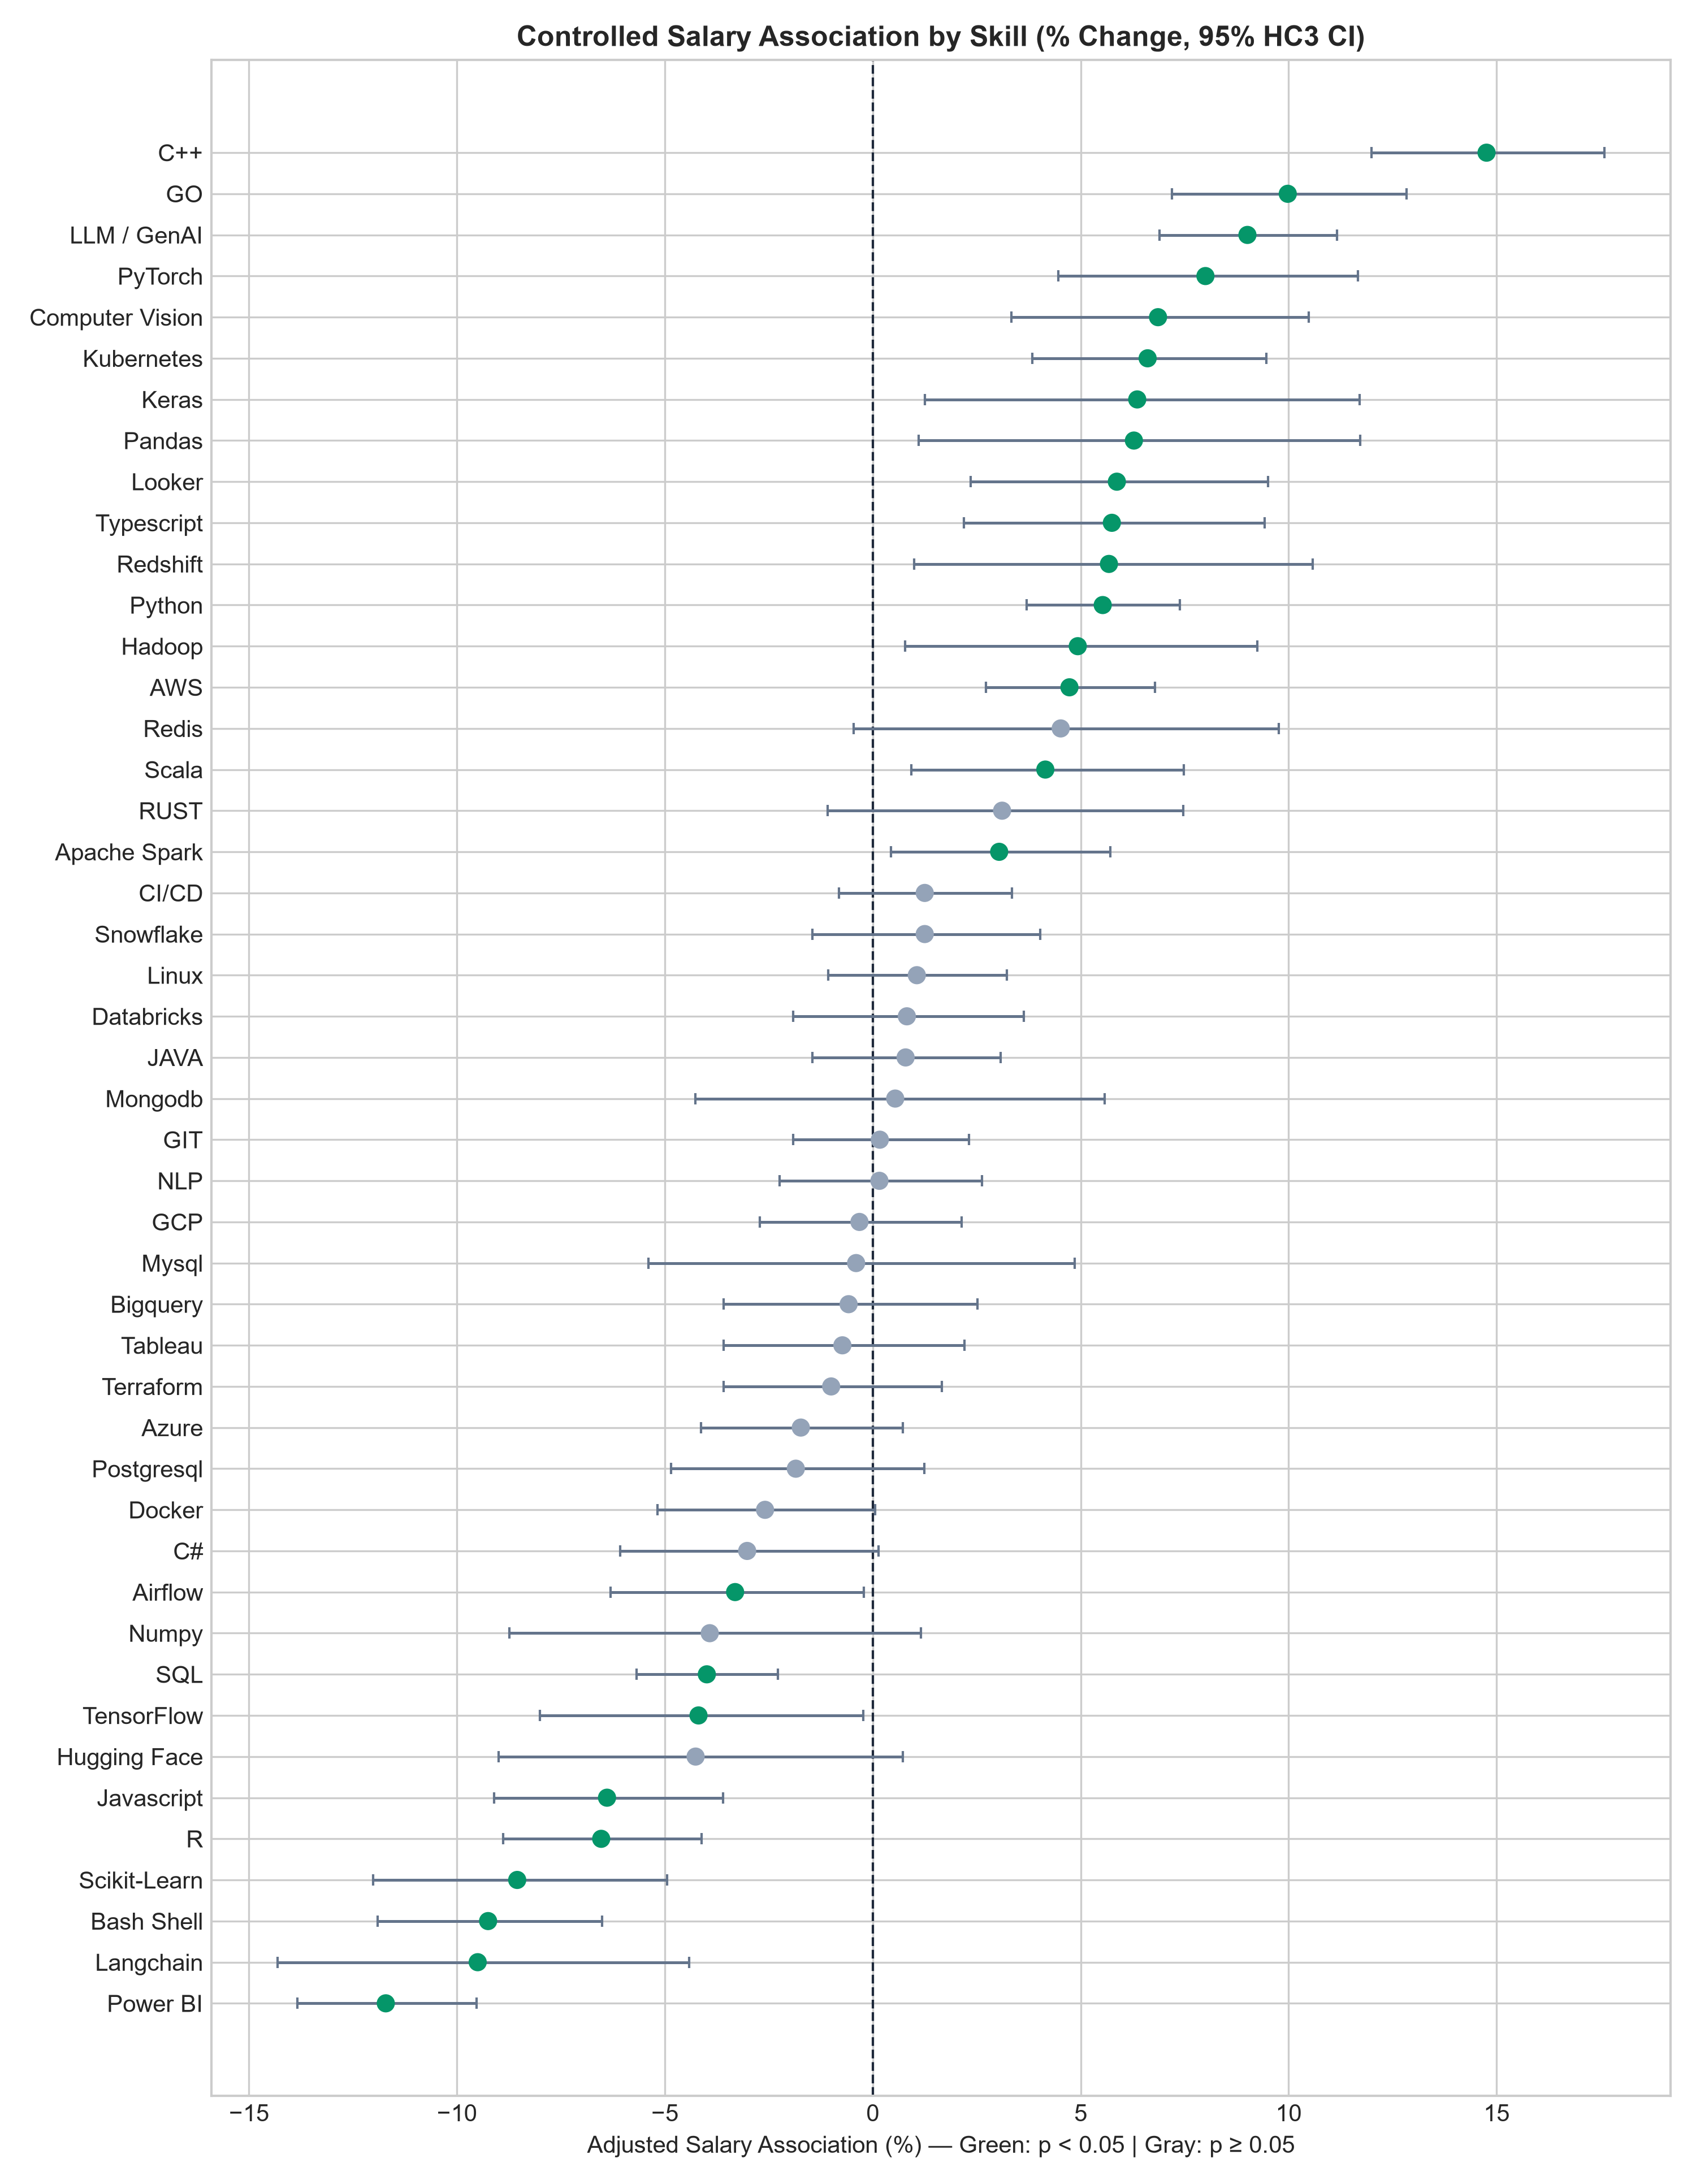 Controlled Salary Association by Skill (% Change, 95% HC3 CI)
C++
GO
LLM / GenAI
PyTorch
Computer Vision
Kubernetes
Keras
Pandas
Looker
Typescript
Redshift
Python
Hadoop
AWS
Redis
Scala
RUST
Apache Spark
CI/CD
Snowflake
Linux
Databricks
JAVA
Mongodb
GIT
NLP
GCP
Mysql
Bigquery
Tableau
Terraform
Azure
Postgresql
Docker
C#
Airflow
Numpy
SQL
TensorFlow
Hugging Face
Javascript
R
Scikit-Learn
Bash Shell
Langchain
Power BI
−15 −10 −5 0 5 10 15
Adjusted Salary Association (%) — Green: p < 0.05 | Gray: p ≥ 0.05